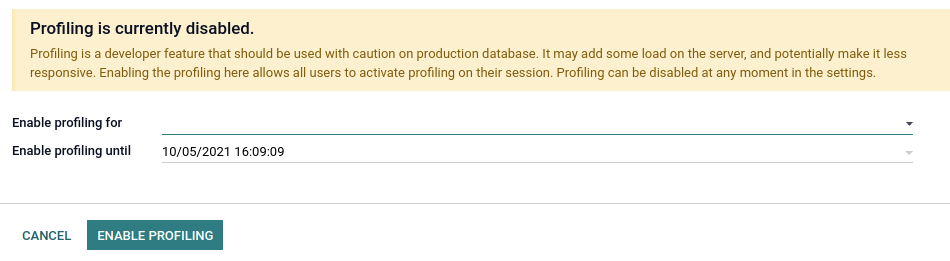 Profiling is currently disabled.
Profiling is a developer feature that should be used with caution on production database. It may add some load on the server, and potentially make it less
responsive. Enabling the profiling here allows all users to activate profiling on their session. Profiling can be disabled at any moment in the settings.
Enable profiling for
Enable profiling until 10/05/2021 16:09:09
CANCEL ENABLE PROFILING